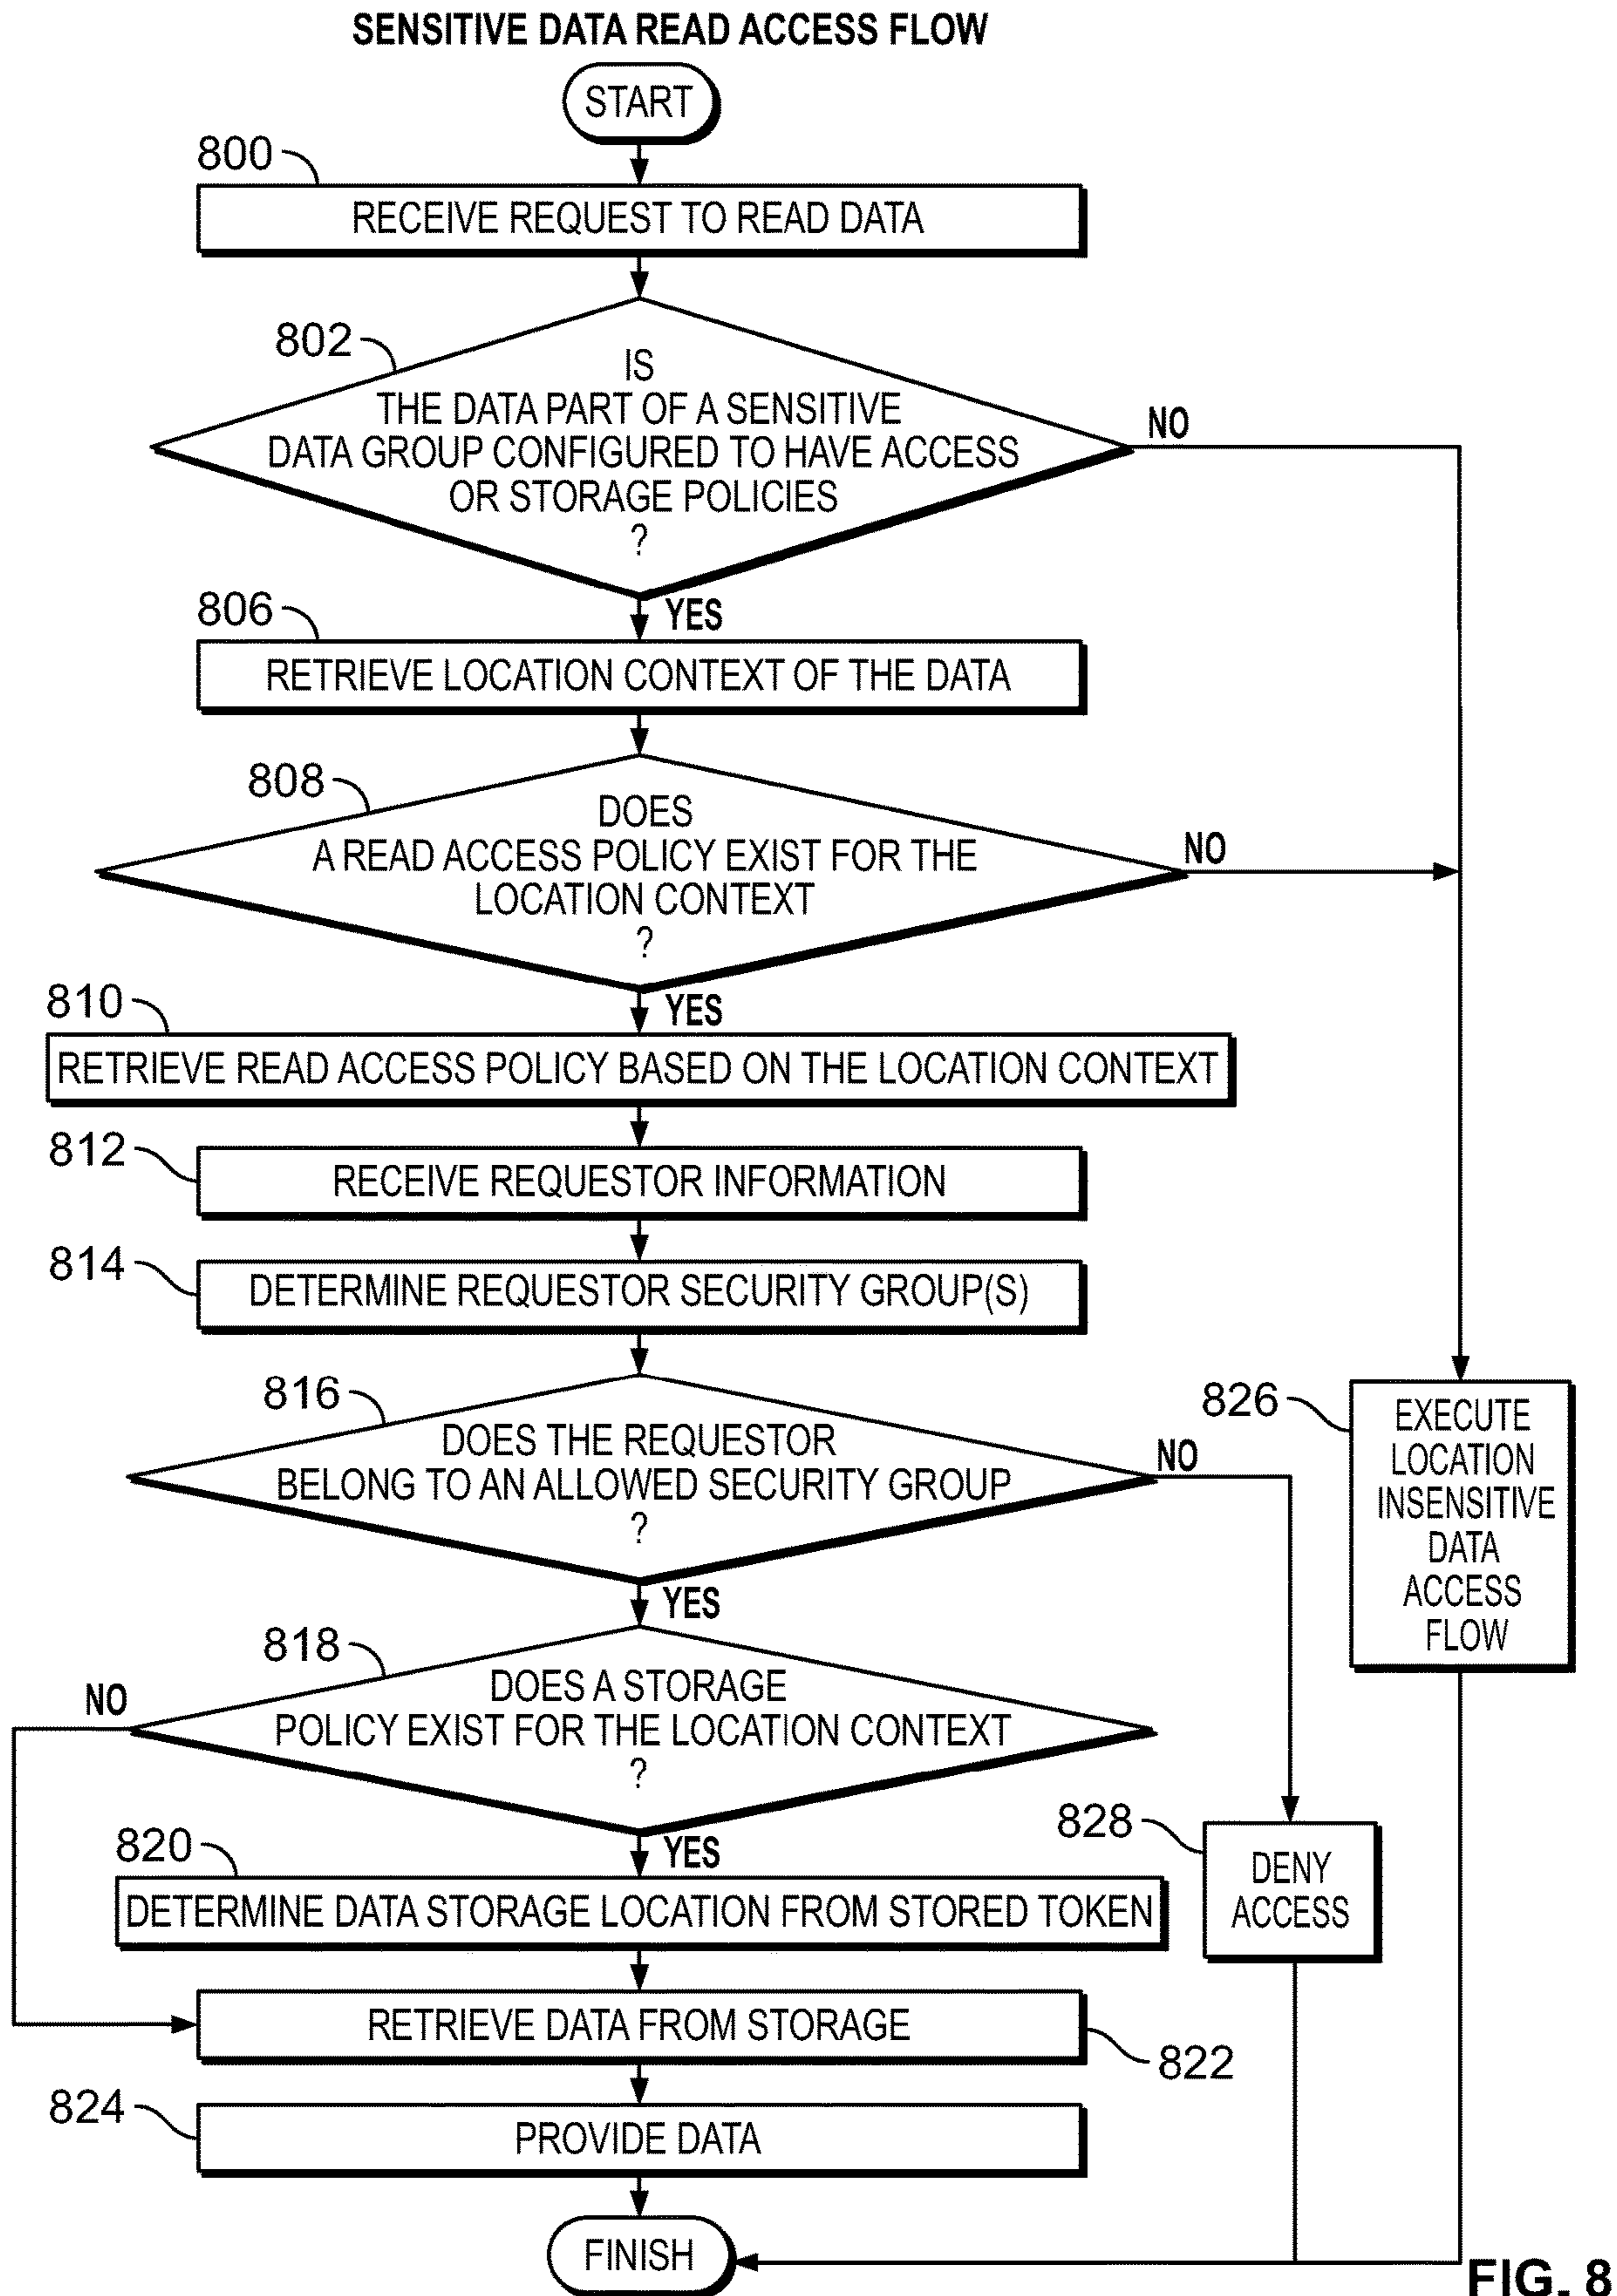 SENSITIVE DATA READ ACCESS FLOW
START
800
RECEIVE REQUEST TO READ DATA
802
IS
THE DATA PART OF A SENSITIVE
DATA GROUP CONFIGURED TO HAVE ACCESS
OR STORAGE POLICIES
?
NO
YES
806
RETRIEVE LOCATION CONTEXT OF THE DATA
808
DOES
A READ ACCESS POLICY EXIST FOR THE
LOCATION CONTEXT
?
NO
YES
810
RETRIEVE READ ACCESS POLICY BASED ON THE LOCATION CONTEXT
812
RECEIVE REQUESTOR INFORMATION
814
DETERMINE REQUESTOR SECURITY GROUP(S)
816
DOES THE REQUESTOR
BELONG TO AN ALLOWED SECURITY GROUP
?
NO
YES
826
EXECUTE
LOCATION
INSENSITIVE
DATA
ACCESS
FLOW
818
DOES A STORAGE
POLICY EXIST FOR THE LOCATION CONTEXT
?
NO
YES
828
DENY
ACCESS
820
DETERMINE DATA STORAGE LOCATION FROM STORED TOKEN
RETRIEVE DATA FROM STORAGE
822
824
PROVIDE DATA
FINISH
FIG. 8